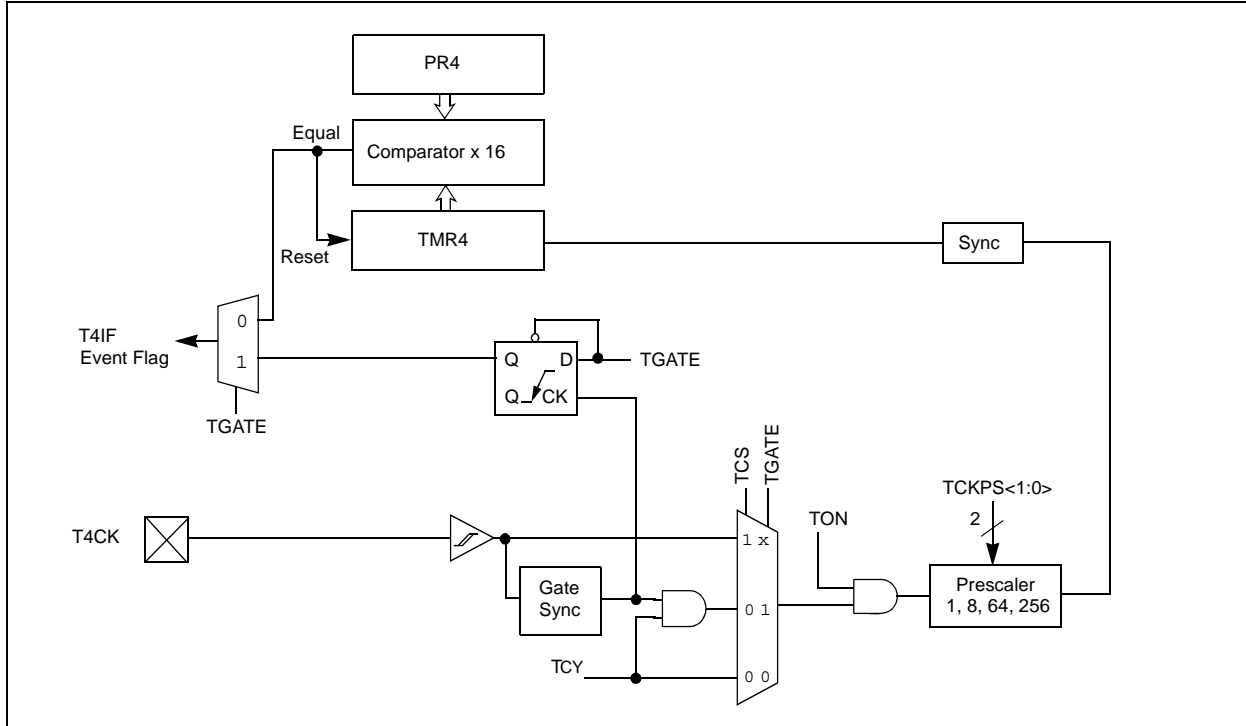 PR4
Equal
Comparator x 16
TMR4
Reset
Sync
0
1
T4IF
Event Flag
TGATE
Q
D
Q
CK
TGATE
TCS
TGATE
TCKPS<1:0>
2
TON
T4CK
1 x
Gate
Sync
0 1
Prescaler
1, 8, 64, 256
TCY
0 0